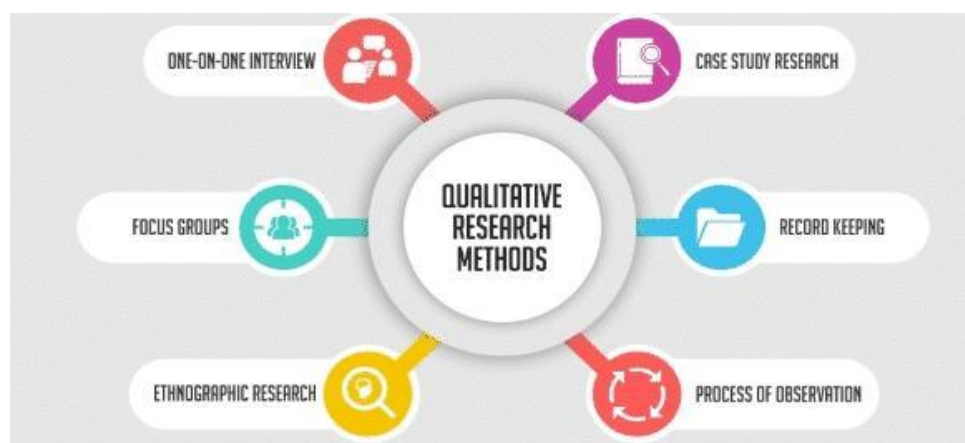 ONE-ON-ONE INTERVIEW
CASE STUDY RESEARCH
QUALITATIVE
RESEARCH
METHODS
FOCUS GROUPS
RECORD KEEPING
ETHNOGRAPHIC RESEARCH
PROCESS OF OBSERVATION